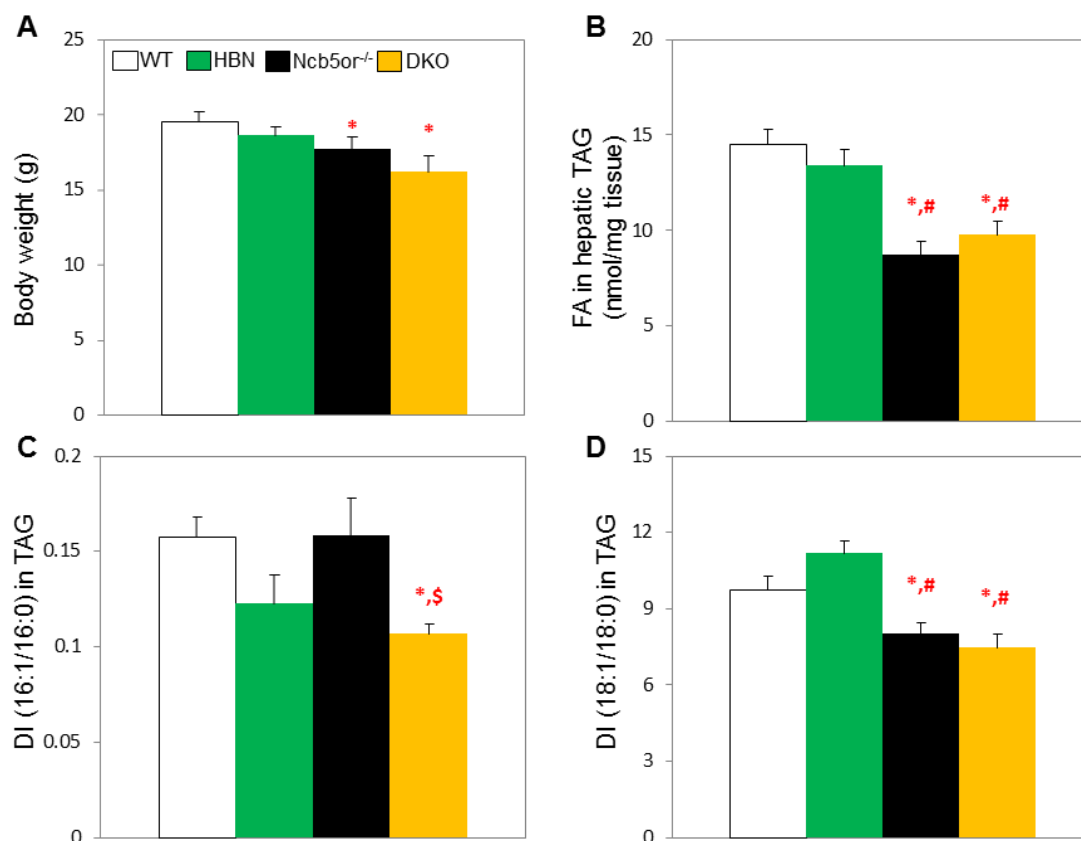 A
Body weight (g)
25
20
15
10
5
0
WT HBN Ncb5or-/- DKO
*
*
B
FA in hepatic TAG
(nmol/mg tissue)
20
15
10
5
0
*,#
*,#
C
DI (16:1/16:0) in TAG
0.2
0.15
0.1
0.05
0
*,$
D
DI (18:1/18:0) in TAG
15
12
9
6
3
0
*,#
*,#